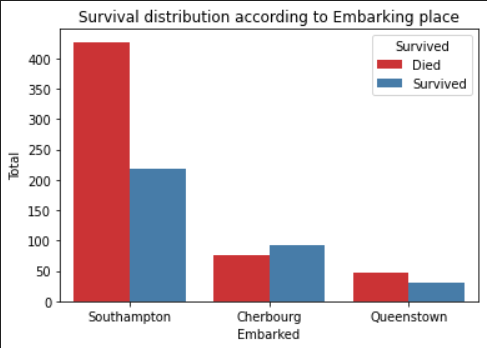 Survival distribution according to Embarking place
Survived
Died
Survived
400
350
300
250
200
150
100
50
0
Total
Southampton
Cherbourg
Queenstown
Embarked